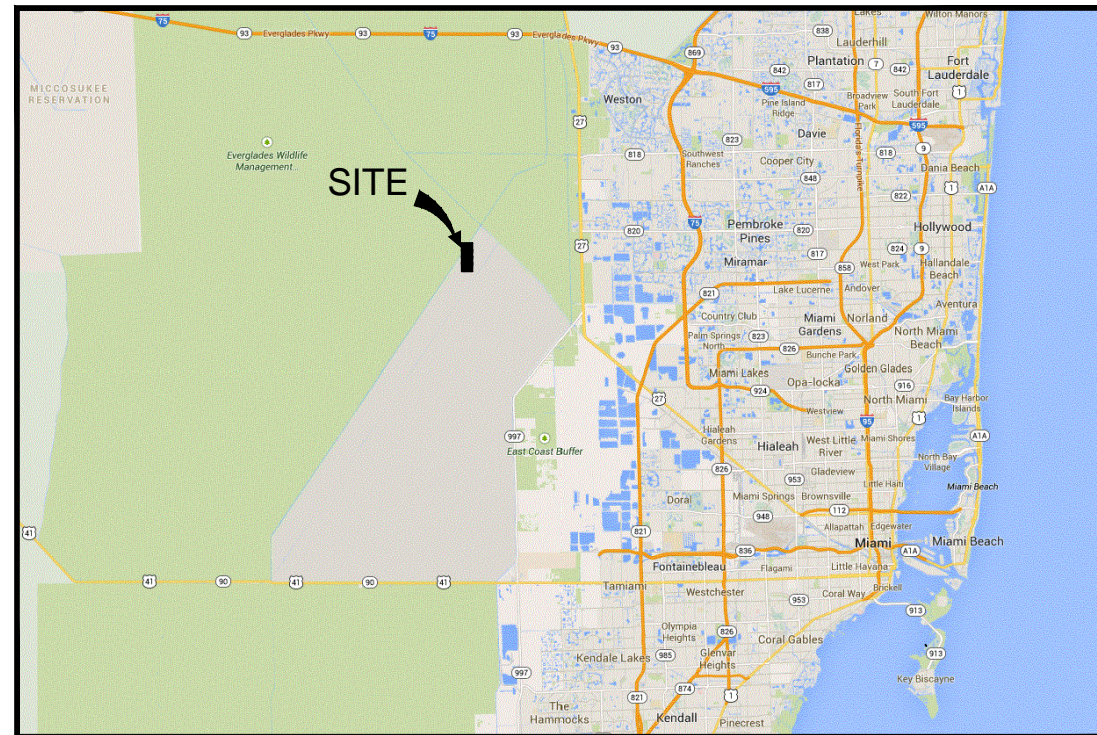 75
93
Everglades Pkwy
93
75
93
Everglades Pkwy
93
869
838
Lakes
Wilton Manors
Lauderhill
Plantation
7
842
842
Fort
Lauderdale
MICCOSUKEE
RESERVATION
Weston
595
817
Pine Island
Ridge
Broadview
Park
South Fort
Lauderdale
1
27
595
Florida's Turnpike
Everglades Wildlife
Management...
823
Davie
818
Southwest
Ranches
Cooper City
818
9
Dania Beach
848
822
1
A1A
SITE
75
Pembroke
Pines
820
820
Hollywood
27
817
824
9
Miramar
858
West Park
Hallandale
Beach
821
Lake Lucerne
Andover
Aventura
Country Club
Miami
Gardens
Norland
Palm Springs
North
823
North Miami
Beach
826
Bunche Park
Golden Glades
Miami Lakes
Opa-locka
916
924
27
North Miami
Bay Harbor
Islands
Westview
1
95
997
East Coast Buffer
Hialeah
Gardens
Hialeah
West Little
River
Miami Shores
A1A
826
Gladeview
North Bay
Village
953
Little Haiti
Miami Beach
Doral
Miami Springs
Brownsville
948
112
41
821
Allapattah
Edgewater
836
Miami
A1A
Miami Beach
Fontainebleau
Flagami
Little Havana
41
90
41
90
41
Tamiami
Westchester
Brickell
953
Coral Way
913
Olympia
Heights
826
Coral Gables
Kendale Lakes
985
Glenvar
Heights
913
997
Key Biscayne
821
874
1
The
Hammocks
Kendall
Pinecrest